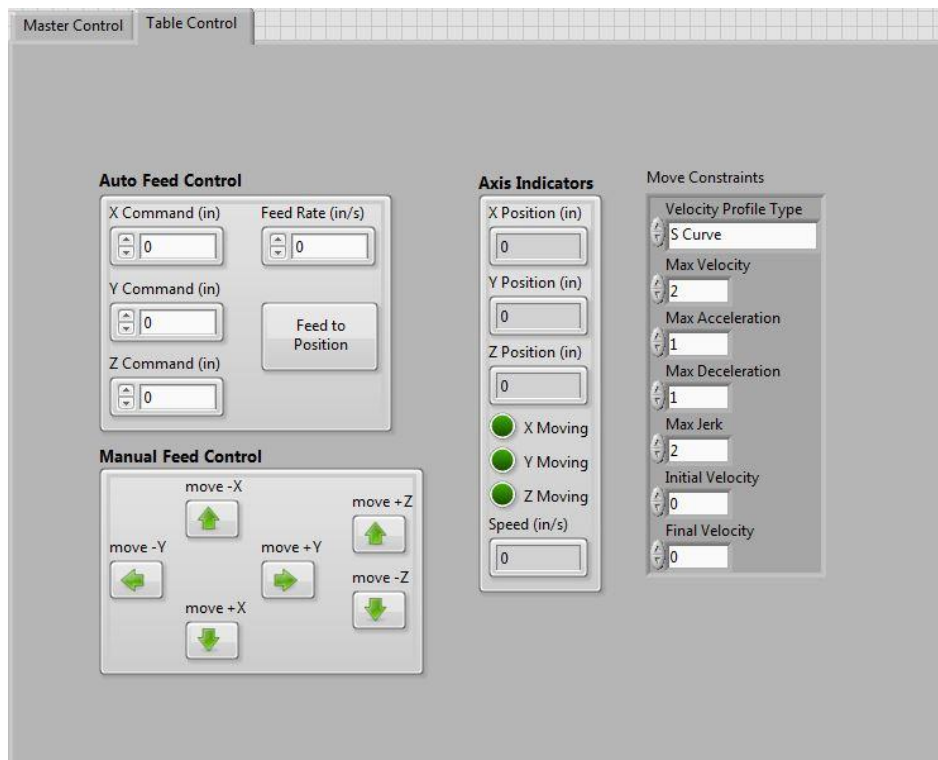 Master Control
Table Control
Auto Feed Control
X Command (in)
Feed Rate (in/s)
0
0
Y Command (in)
0
Feed to
Position
Z Command (in)
0
Manual Feed Control
move -X
move +Z
move -Y
move +Y
move -Z
move +X
Axis Indicators
X Position (in)
0
Y Position (in)
0
Z Position (in)
0
X Moving
Y Moving
Z Moving
Speed (in/s)
0
Move Constraints
Velocity Profile Type
S Curve
Max Velocity
2
Max Acceleration
1
Max Deceleration
1
Max Jerk
2
Initial Velocity
0
Final Velocity
0